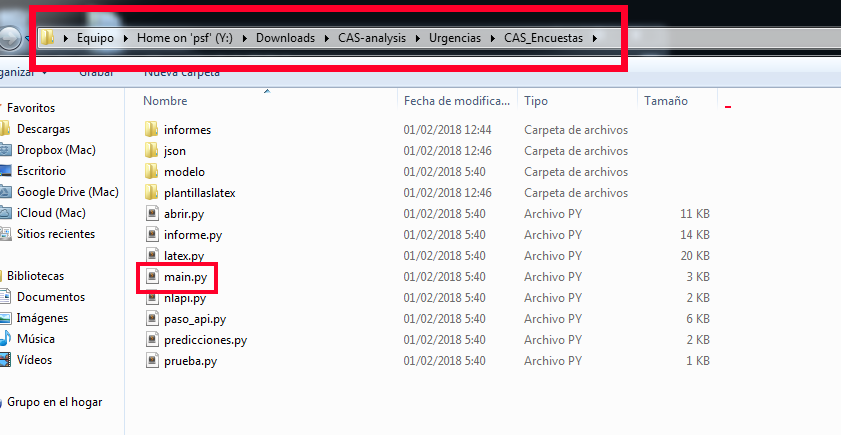 Equipo Home on 'psf' (Y:) Downloads CAS-analysis Urgencias CAS_Encuestas
Grabar Nueva carpeta
Favoritos
Descargas
Dropbox (Mac)
Escritorio
Google Drive (Mac)
iCloud (Mac)
Sitios recientes
Bibliotecas
Documentos
Imágenes
Música
Vídeos
Grupo en el hogar
Nombre Fecha de modifica... Tipo Tamaño
informes 01/02/2018 12:44 Carpeta de archivos
json 01/02/2018 12:46 Carpeta de archivos
modelo 01/02/2018 5:40 Carpeta de archivos
plantillaslatex 01/02/2018 12:46 Carpeta de archivos
abrir.py 01/02/2018 5:40 Archivo PY 11 KB
informe.py 01/02/2018 5:40 Archivo PY 14 KB
latex.py 01/02/2018 5:40 Archivo PY 20 KB
main.py 01/02/2018 5:40 Archivo PY 3 KB
nlapi.py 01/02/2018 5:40 Archivo PY 2 KB
paso_api.py 01/02/2018 5:40 Archivo PY 6 KB
predicciones.py 01/02/2018 5:40 Archivo PY 2 KB
prueba.py 01/02/2018 5:40 Archivo PY 1 KB